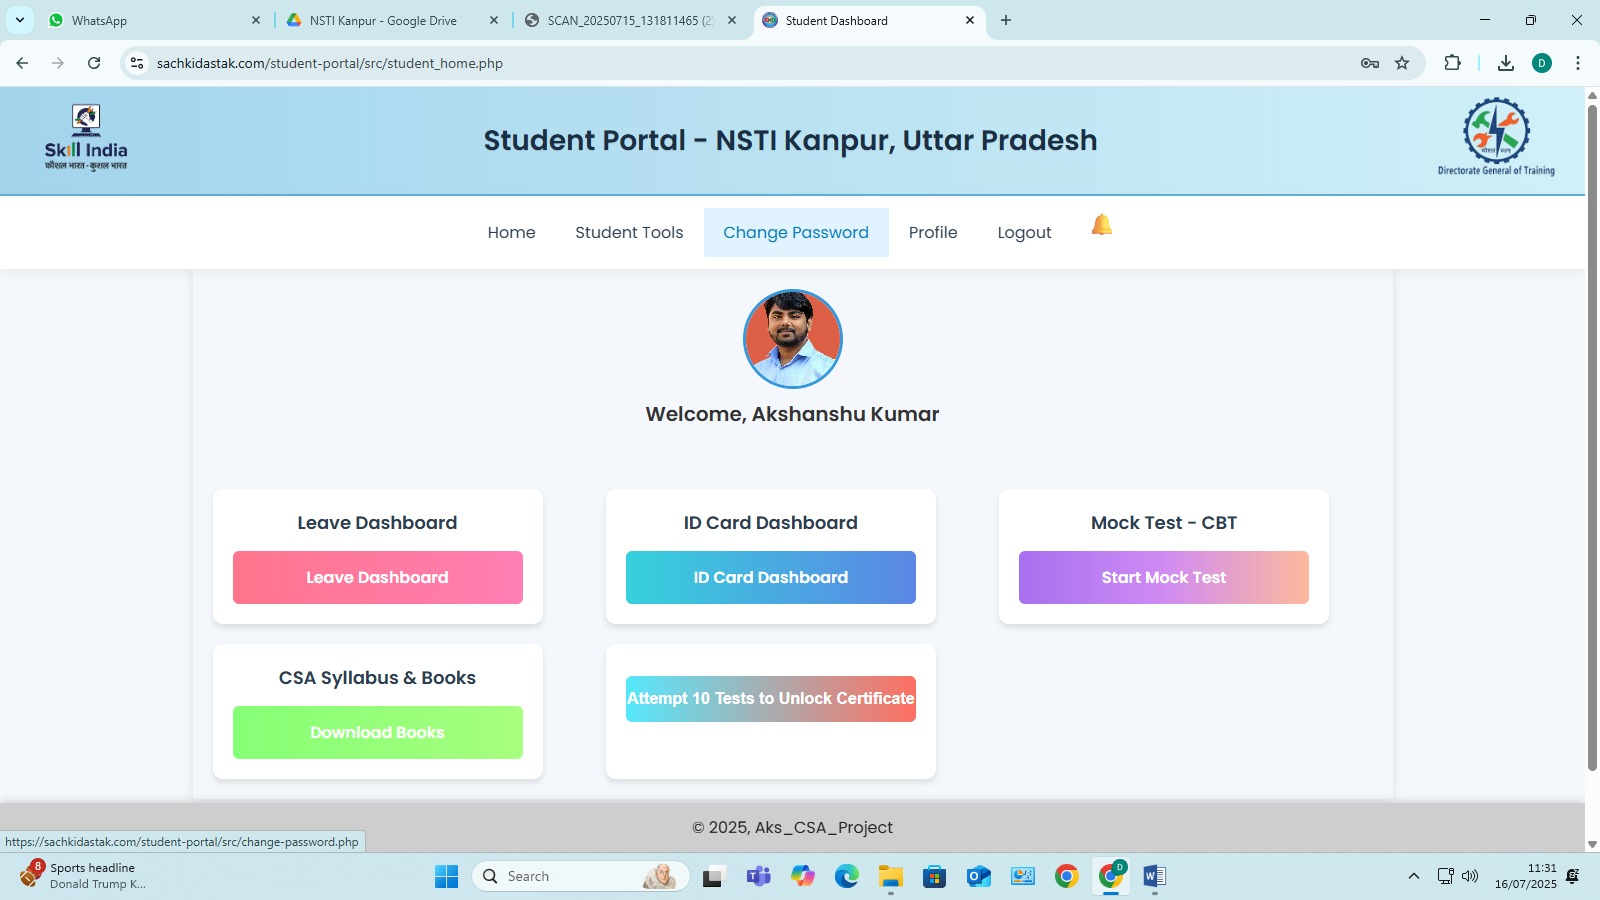 WhatsApp
NSTI Kanpur - Google Drive
SCAN_20250715_131811465 (2)
Student Dashboard
sachkidastak.com/student-portal/src/student_home.php
D
Skill India
कौशल भारत - कुशल भारत
Student Portal - NSTI Kanpur, Uttar Pradesh
Directorate General of Training
Home
Student Tools
Change Password
Profile
Logout
Welcome, Akshanshu Kumar
Leave Dashboard
ID Card Dashboard
Mock Test - CBT
Leave Dashboard
ID Card Dashboard
Start Mock Test
CSA Syllabus & Books
Attempt 10 Tests to Unlock Certificate
Download Books
© 2025, Aks_CSA_Project
https://sachkidastak.com/student-portal/src/change-password.php
8
Sports headline
Donald Trump K...
Search
D
11:31
16/07/2025